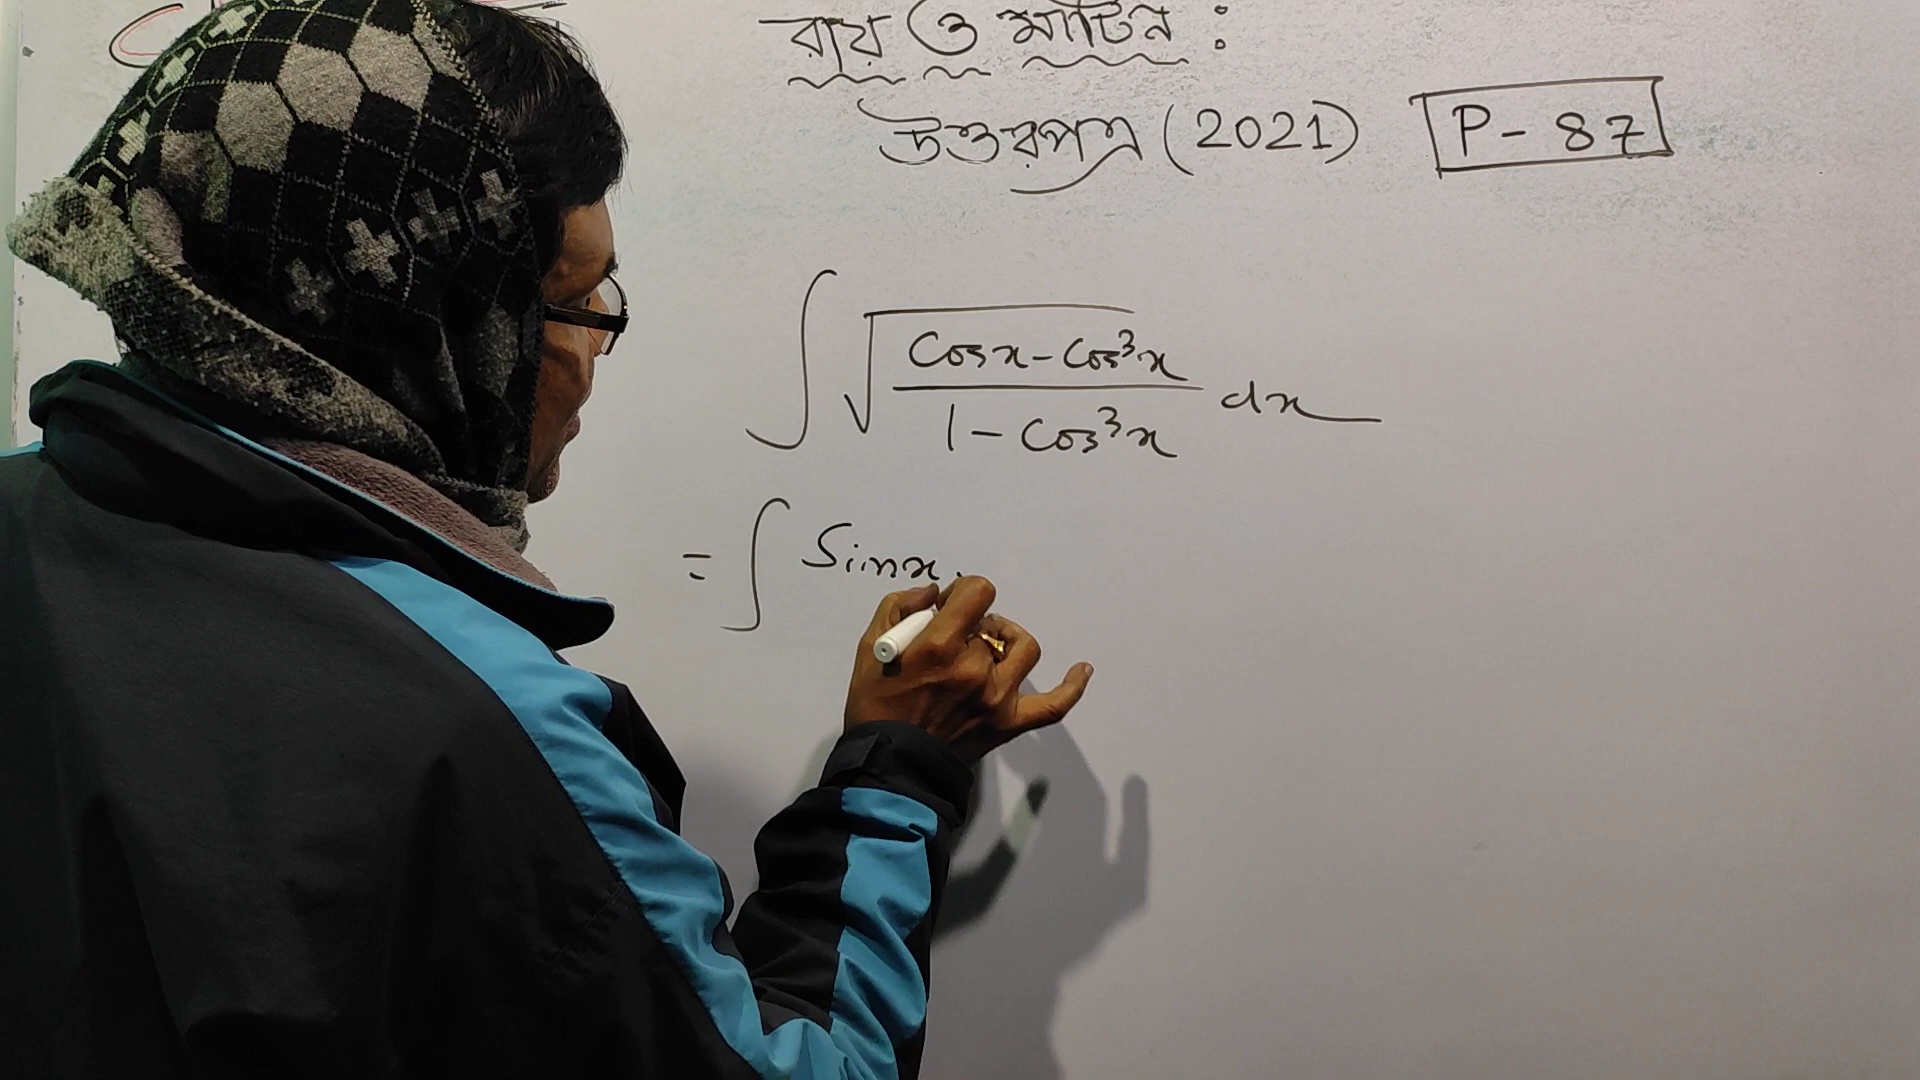 রায় ও মার্টিন :
উত্তরপত্র (2021) P - 87
∫ √((Cosx - Cos³x)/(1 - Cos³x)) dx
= ∫ Sinx.